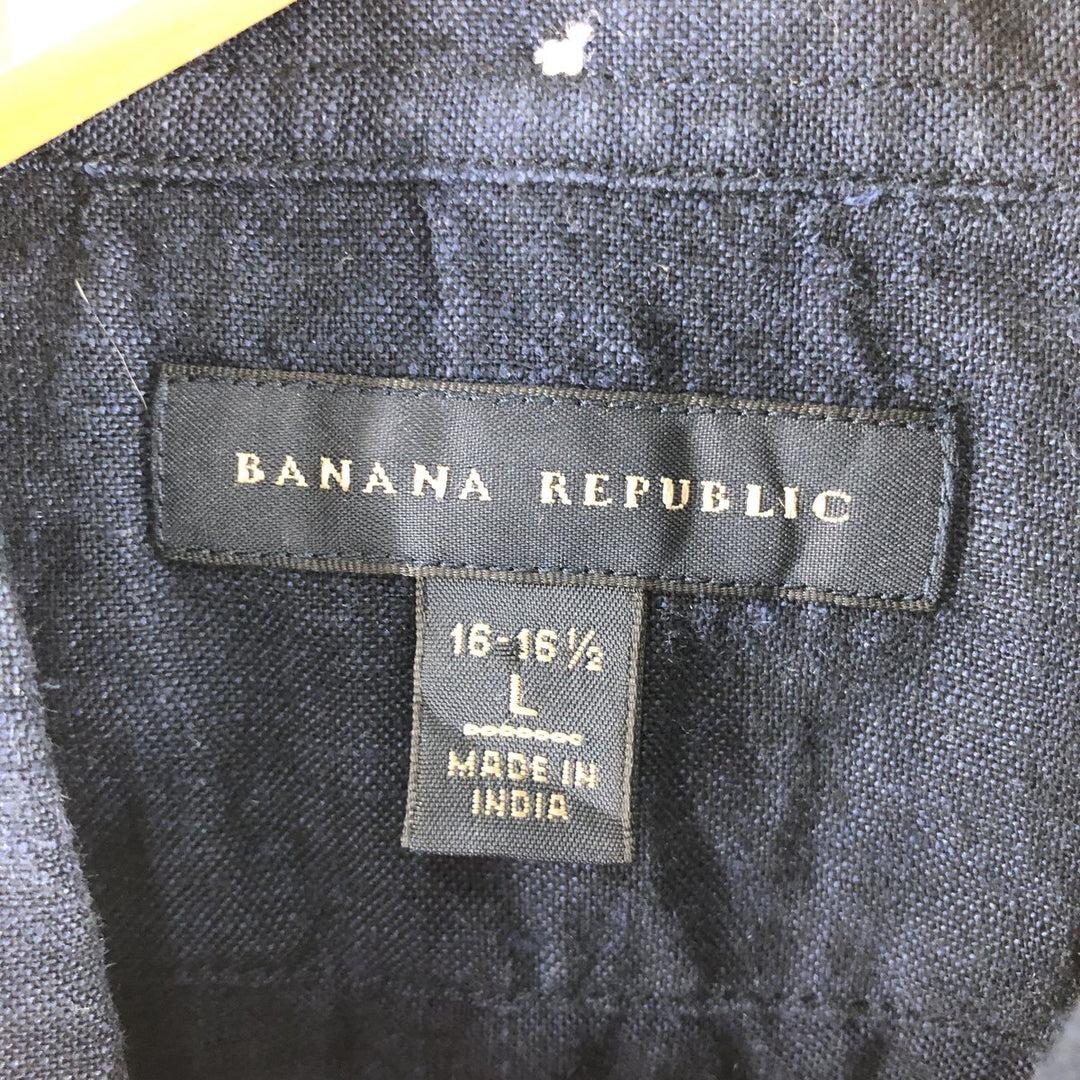 BANANA REPUBLIC
16-16½
L
MADE IN
INDIA